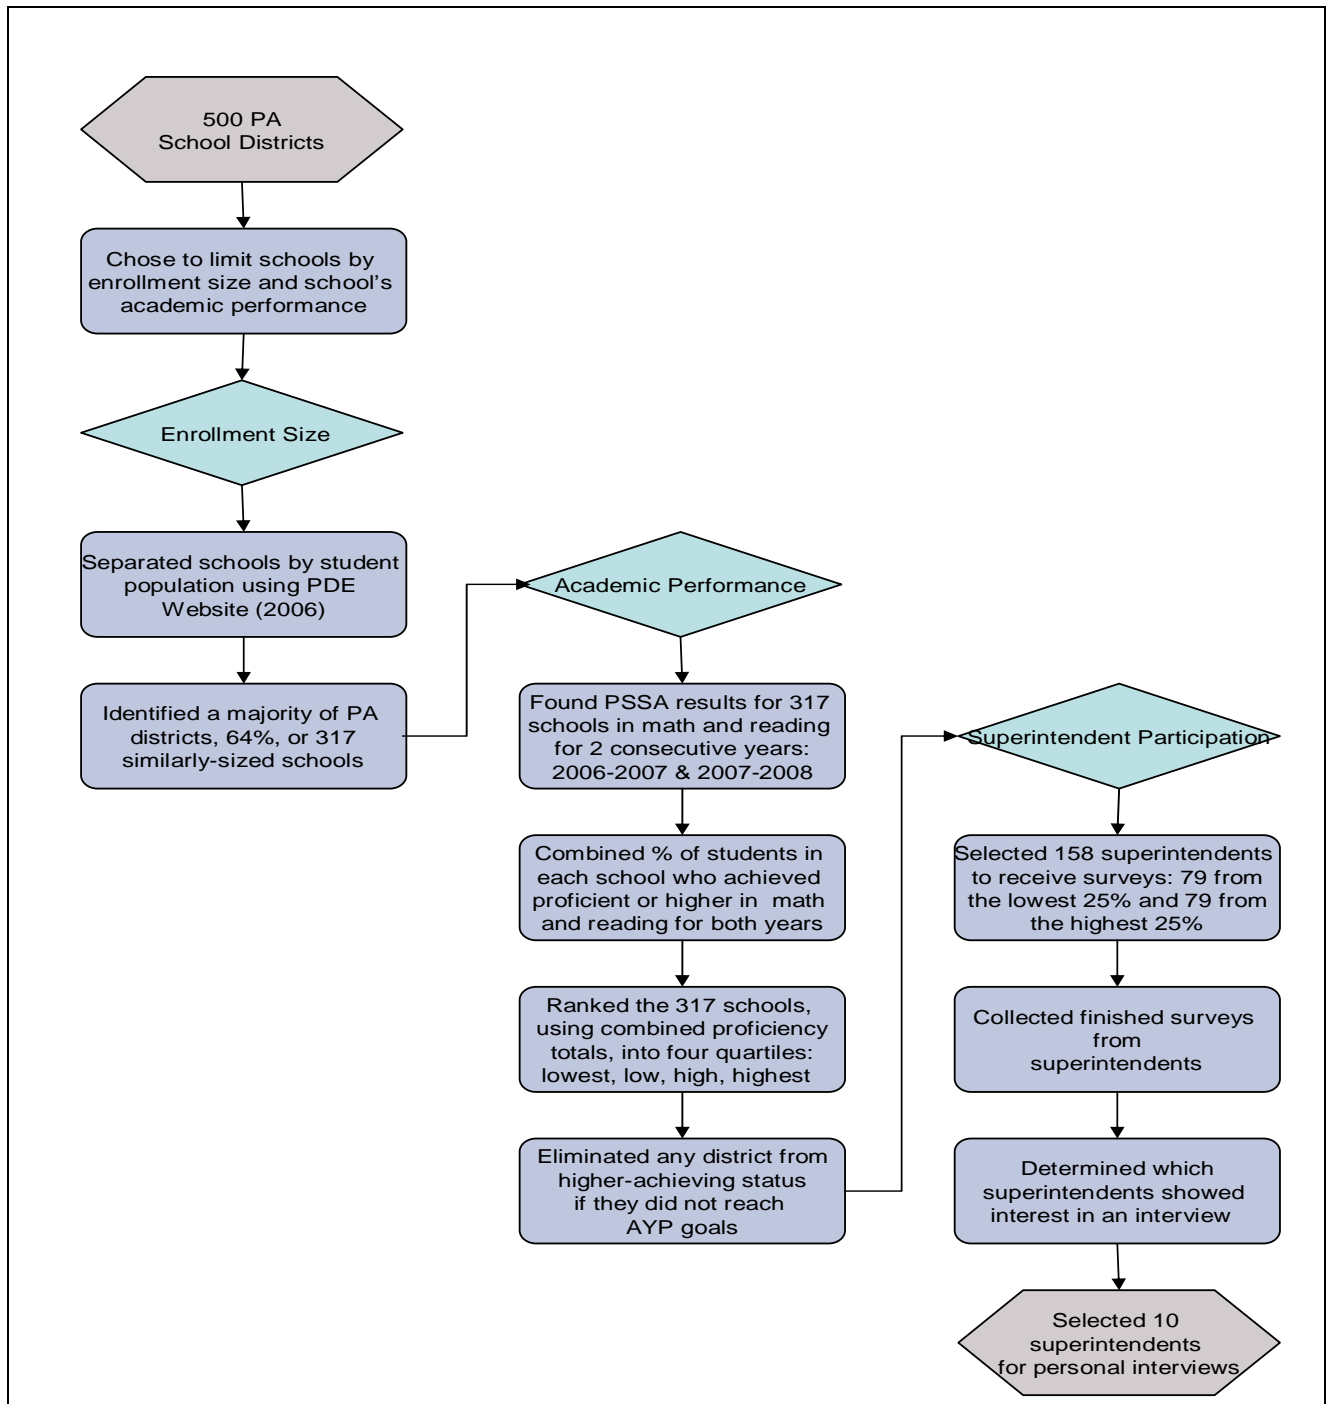 500 PA
School Districts
Chose to limit schools by
enrollment size and school's
academic performance
Enrollment Size
Separated schools by student
population using PDE
Website (2006)
Identified a majority of PA
districts, 64%, or 317
similarly-sized schools
Academic Performance
Found PSSA results for 317
schools in math and reading
for 2 consecutive years:
2006-2007 & 2007-2008
Combined % of students in
each school who achieved
proficient or higher in math
and reading for both years
Ranked the 317 schools,
using combined proficiency
totals, into four quartiles:
lowest, low, high, highest
Eliminated any district from
higher-achieving status
if they did not reach
AYP goals
Superintendent Participation
Selected 158 superintendents
to receive surveys: 79 from
the lowest 25% and 79 from
the highest 25%
Collected finished surveys
from
superintendents
Determined which
superintendents showed
interest in an interview
Selected 10
superintendents
for personal interviews